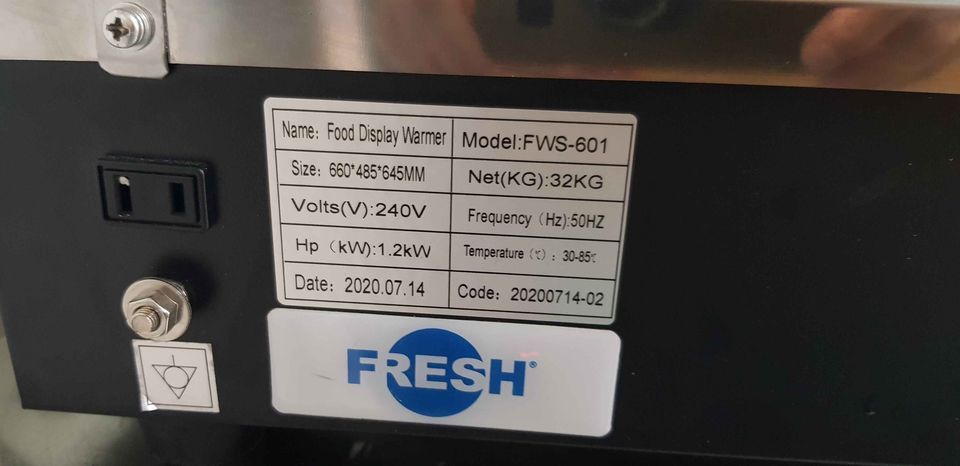 Name: Food Display Warmer
Model:FWS-601
Size: 660*485*645MM
Net(KG):32KG
Volts(V):240V
Frequency (Hz):50HZ
Hp (kW):1.2kW
Temperature (℃) : 30-85℃
Date: 2020.07.14
Code: 20200714-02
FRESH®